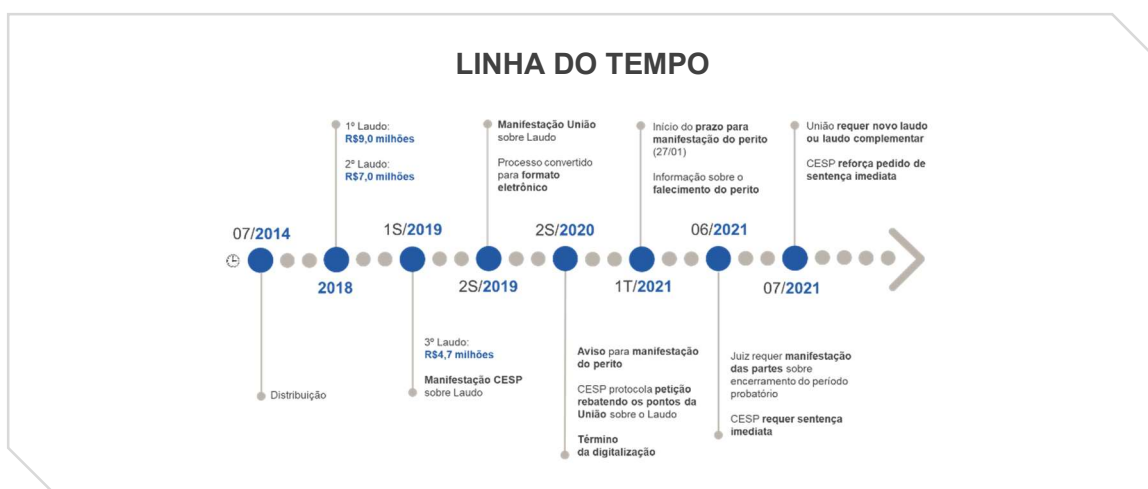 LINHA DO TEMPO
07/2014
Distribuição
1º Laudo:
R$9,0 milhões
2º Laudo:
R$7,0 milhões
2018
1S/2019
3º Laudo:
R$4,7 milhões
Manifestação CESP
sobre Laudo
Manifestação União
sobre Laudo
Processo convertido
para formato
eletrônico
2S/2019
2S/2020
Aviso para manifestação
do perito
CESP protocola petição
rebatendo os pontos da
União sobre o Laudo
Término
da digitalização
Início do prazo para
manifestação do perito
(27/01)
Informação sobre o
falecimento do perito
1T/2021
06/2021
Juiz requer manifestação
das partes sobre
encerramento do período
probatório
CESP requer sentença
imediata
União requer novo laudo
ou laudo complementar
CESP reforça pedido de
sentença imediata
07/2021